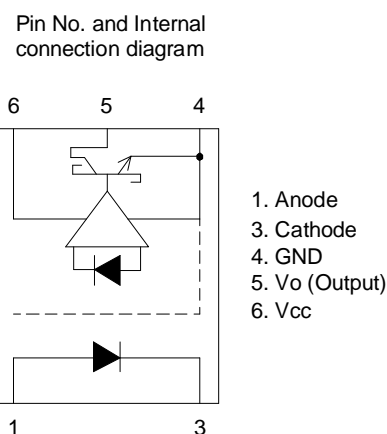 Pin No. and Internal
connection diagram
6 5 4
1. Anode
3. Cathode
4. GND
5. Vo (Output)
6. Vcc
1 3